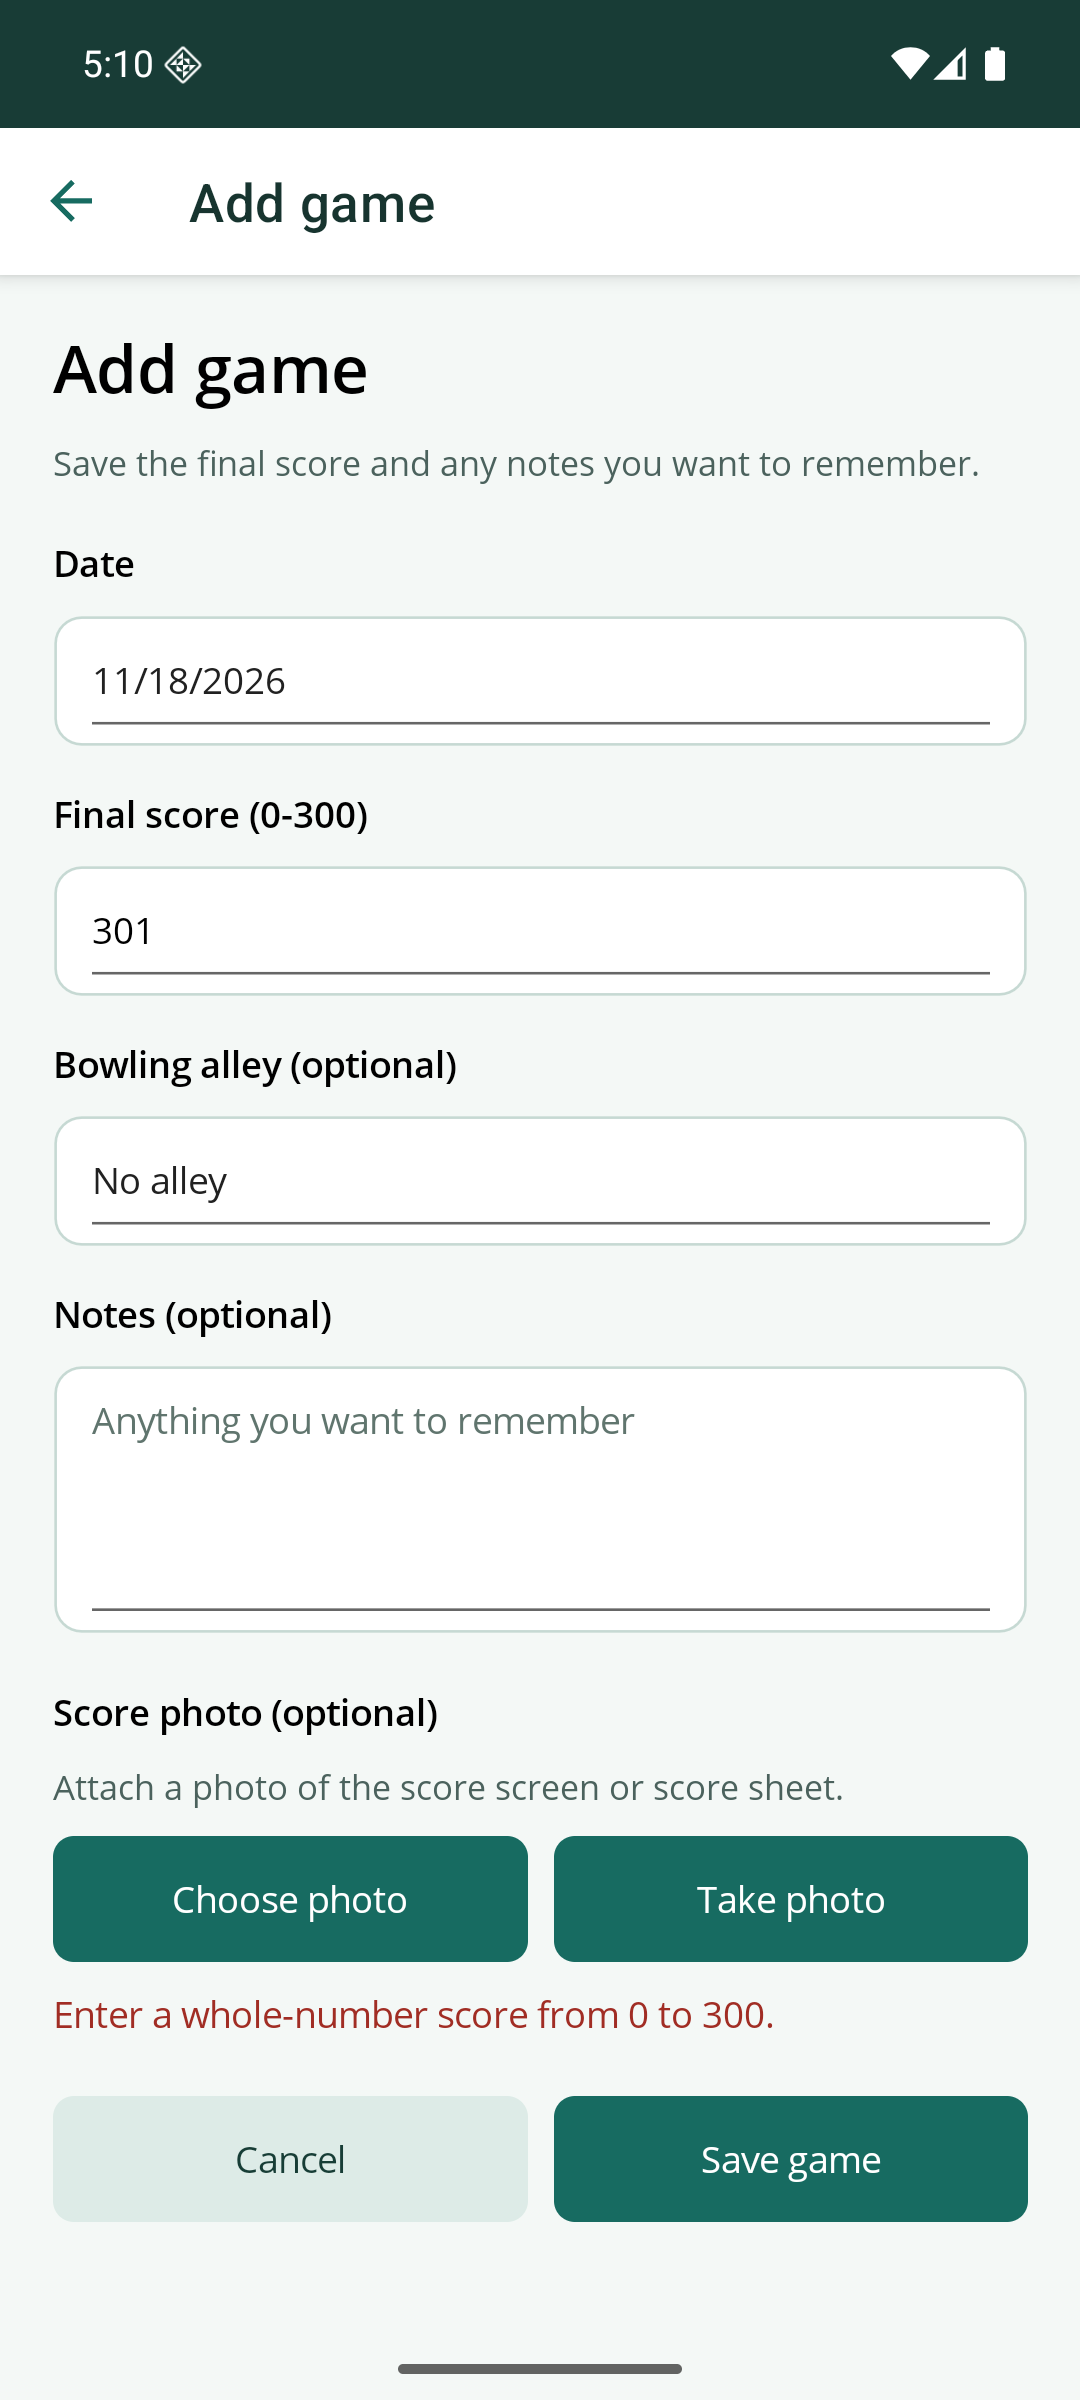 5:10
Add game
Add game
Save the final score and any notes you want to remember.
Date
11/18/2026
Final score (0-300)
301
Bowling alley (optional)
No alley
Notes (optional)
Anything you want to remember
Score photo (optional)
Attach a photo of the score screen or score sheet.
Choose photo
Take photo
Enter a whole-number score from 0 to 300.
Cancel
Save game